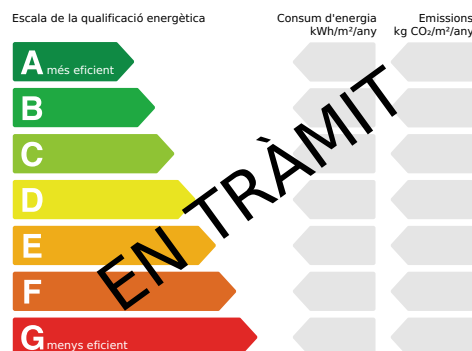 Escala de la qualificació energètica
Consum d'energia
kWh/m²/any
Emissions
kg CO₂/m²/any
A més eficient
B
C
D
E
F
G menys eficient
EN TRÀMIT